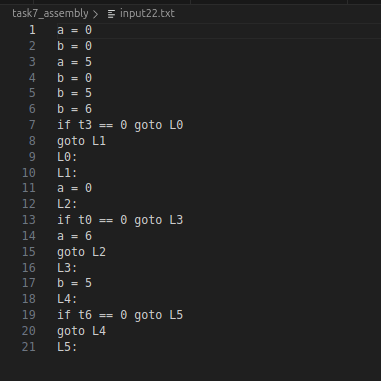 task7_assembly > input22.txt
1 a = 0
2 b = 0
3 a = 5
4 b = 0
5 b = 5
6 b = 6
7 if t3 == 0 goto L0
8 goto L1
9 L0:
10 L1:
11 a = 0
12 L2:
13 if t0 == 0 goto L3
14 a = 6
15 goto L2
16 L3:
17 b = 5
18 L4:
19 if t6 == 0 goto L5
20 goto L4
21 L5: